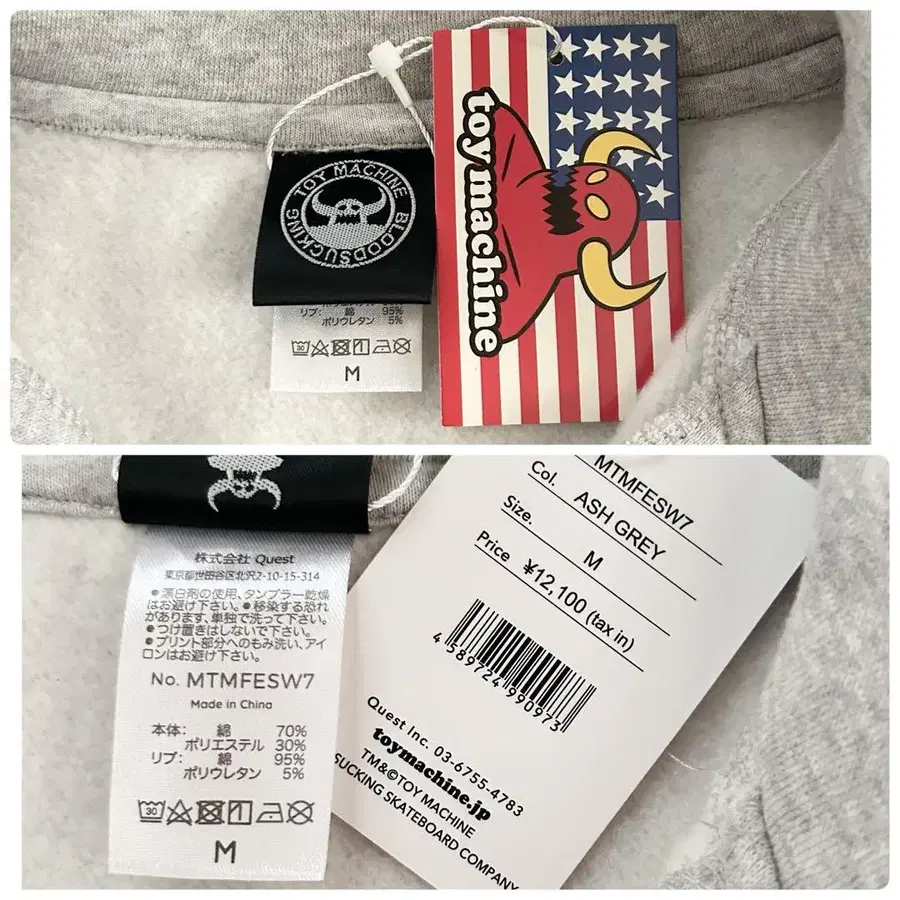 TOY MACHINE BLOODSUCKING
toy machine
リブ: 綿 95%
ポリウレタン 5%
30
M
株式会社 Quest
東京都世田谷区北沢2-10-15-314
●漂白剤の使用、タンブラー乾燥
はお避け下さい。●移染する恐れ
があります、単独で洗って下さい。
●つけ置きはしないで下さい。
●プリント部分へのもみ洗い、アイ
ロンはお避け下さい。
No. MTMFESW7
Made in China
本体: 綿 70%
ポリエステル 30%
リブ: 綿 95%
ポリウレタン 5%
30
M
MTMFESW7
Col. ASH GREY
Size. M
Price ¥12,100 (tax in)
4 589724 990973
Quest Inc. 03-6755-4783
toymachine.jp
TM&©TOY MACHINE
SUCKING SKATEBOARD COMPANY